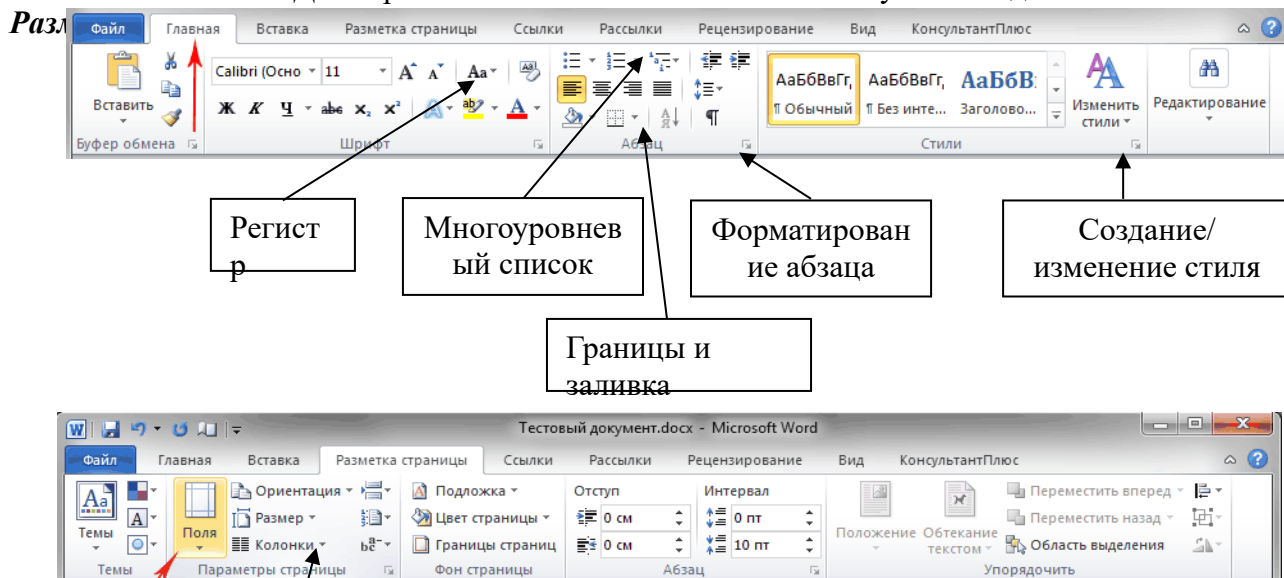 Разм
Файл Главная Вставка Разметка страницы Ссылки Рассылки Рецензирование Вид КонсультантПлюс
Calibri (Осно 11 Aa
АаБбВвГг, АаБбВвГг, АаБбВ
Вставить
Ж К Ч abc x₂ x² ab A
¶ Обычный ¶ Без инте... Заголово...
Изменить стили
Редактирование
Буфер обмена Шрифт Абзац Стили
Регист
р
Многоуровнев
ый список
Форматирован
ие абзаца
Создание/
изменение стиля
Границы и
заливка
Тестовый документ.docx - Microsoft Word
Файл Главная Вставка Разметка страницы Ссылки Рассылки Рецензирование Вид КонсультантПлюс
Ориентация Подложка Отступ Интервал Переместить вперед
Темы Поля Размер Цвет страницы 0 см 0 пт Положение Обтекание текстом Переместить назад
Колонки Границы страниц 0 см 10 пт Область выделения
Темы Параметры страницы Фон страницы Абзац Упорядочить